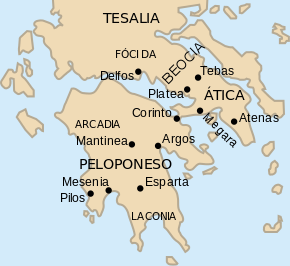 TESALIA
FÓCIDA
BEOCIA
Delfos
Tebas
Platea
ÁTICA
Corinto
Megara
Atenas
ARCADIA
Mantinea
Argos
PELOPONESO
Mesenia
Esparta
Pilos
LACONIA